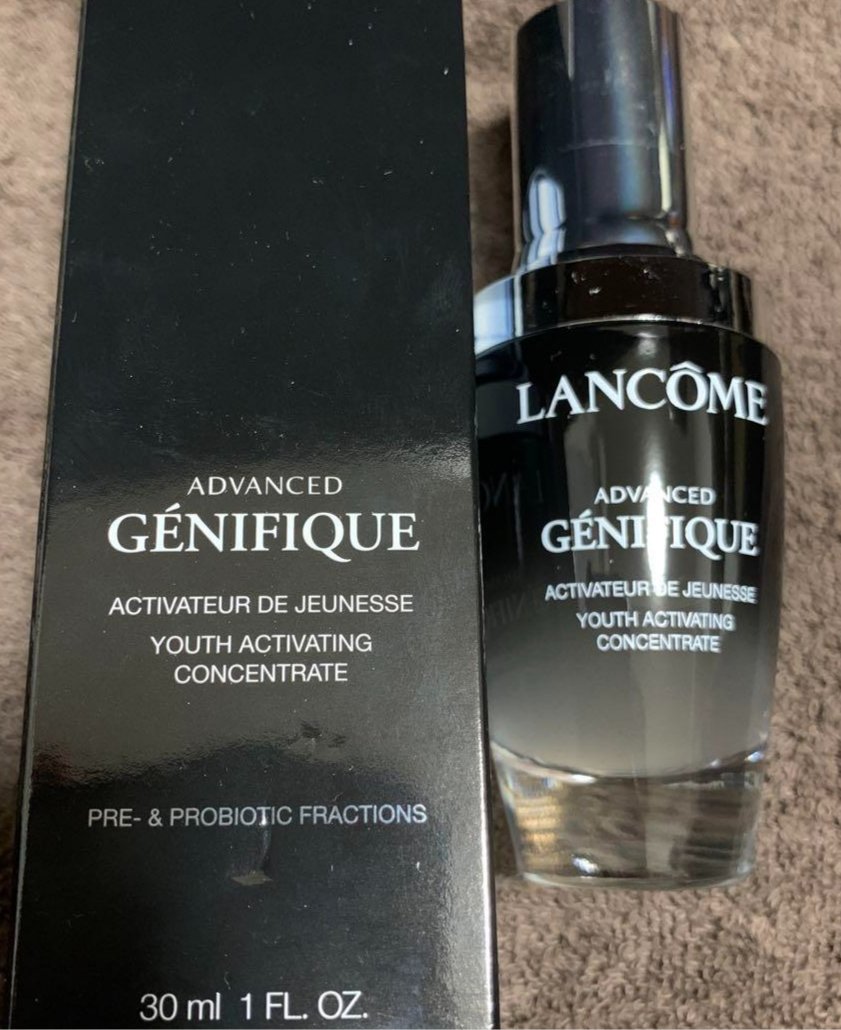 ADVANCED
GÉNIFIQUE
ACTIVATEUR DE JEUNESSE
YOUTH ACTIVATING
CONCENTRATE
PRE- & PROBIOTIC FRACTIONS
30 ml 1 FL. OZ.
LANCÔME
ADVANCED
GÉNIFIQUE
ACTIVATEUR DE JEUNESSE
YOUTH ACTIVATING
CONCENTRATE